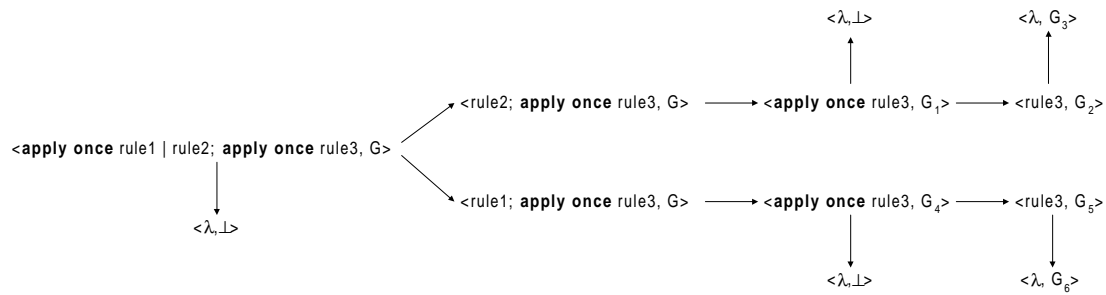 <λ,⊥> <λ, G₃>
<rule2; apply once rule3, G> <apply once rule3, G₁> <rule3, G₂>
<apply once rule1 | rule2; apply once rule3, G>
<rule1; apply once rule3, G> <apply once rule3, G₄> <rule3, G₅>
<λ,⊥>
<λ,⊥> <λ, G₆>